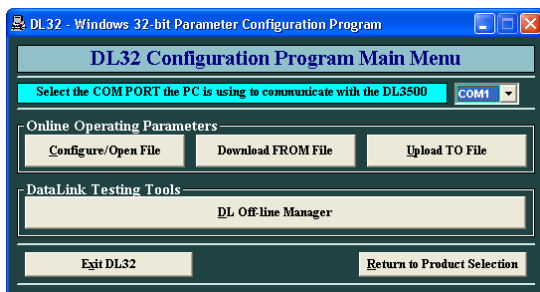 DL32 - Windows 32-bit Parameter Configuration Program
DL32 Configuration Program Main Menu
Select the COM PORT the PC is using to communicate with the DL3500 COM1
Online Operating Parameters
Configure/Open File Download FROM File Upload TO File
DataLink Testing Tools
DL Off-line Manager
Exit DL32 Return to Product Selection